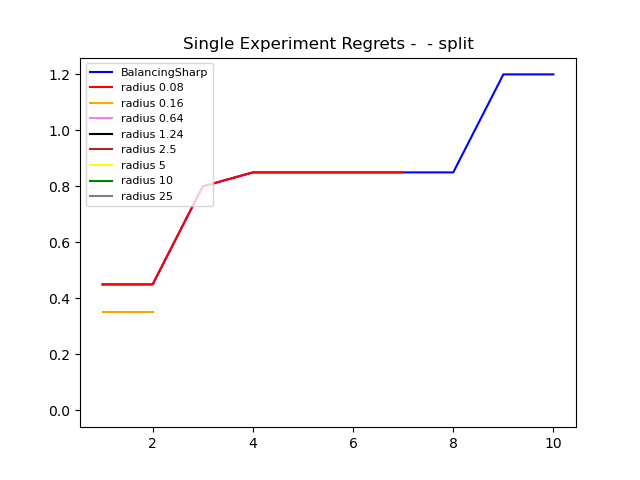 Single Experiment Regrets -  - split
BalancingSharp
radius 0.08
radius 0.16
radius 0.64
radius 1.24
radius 2.5
radius 5
radius 10
radius 25
1.2
1.0
0.8
0.6
0.4
0.2
0.0
2
4
6
8
10